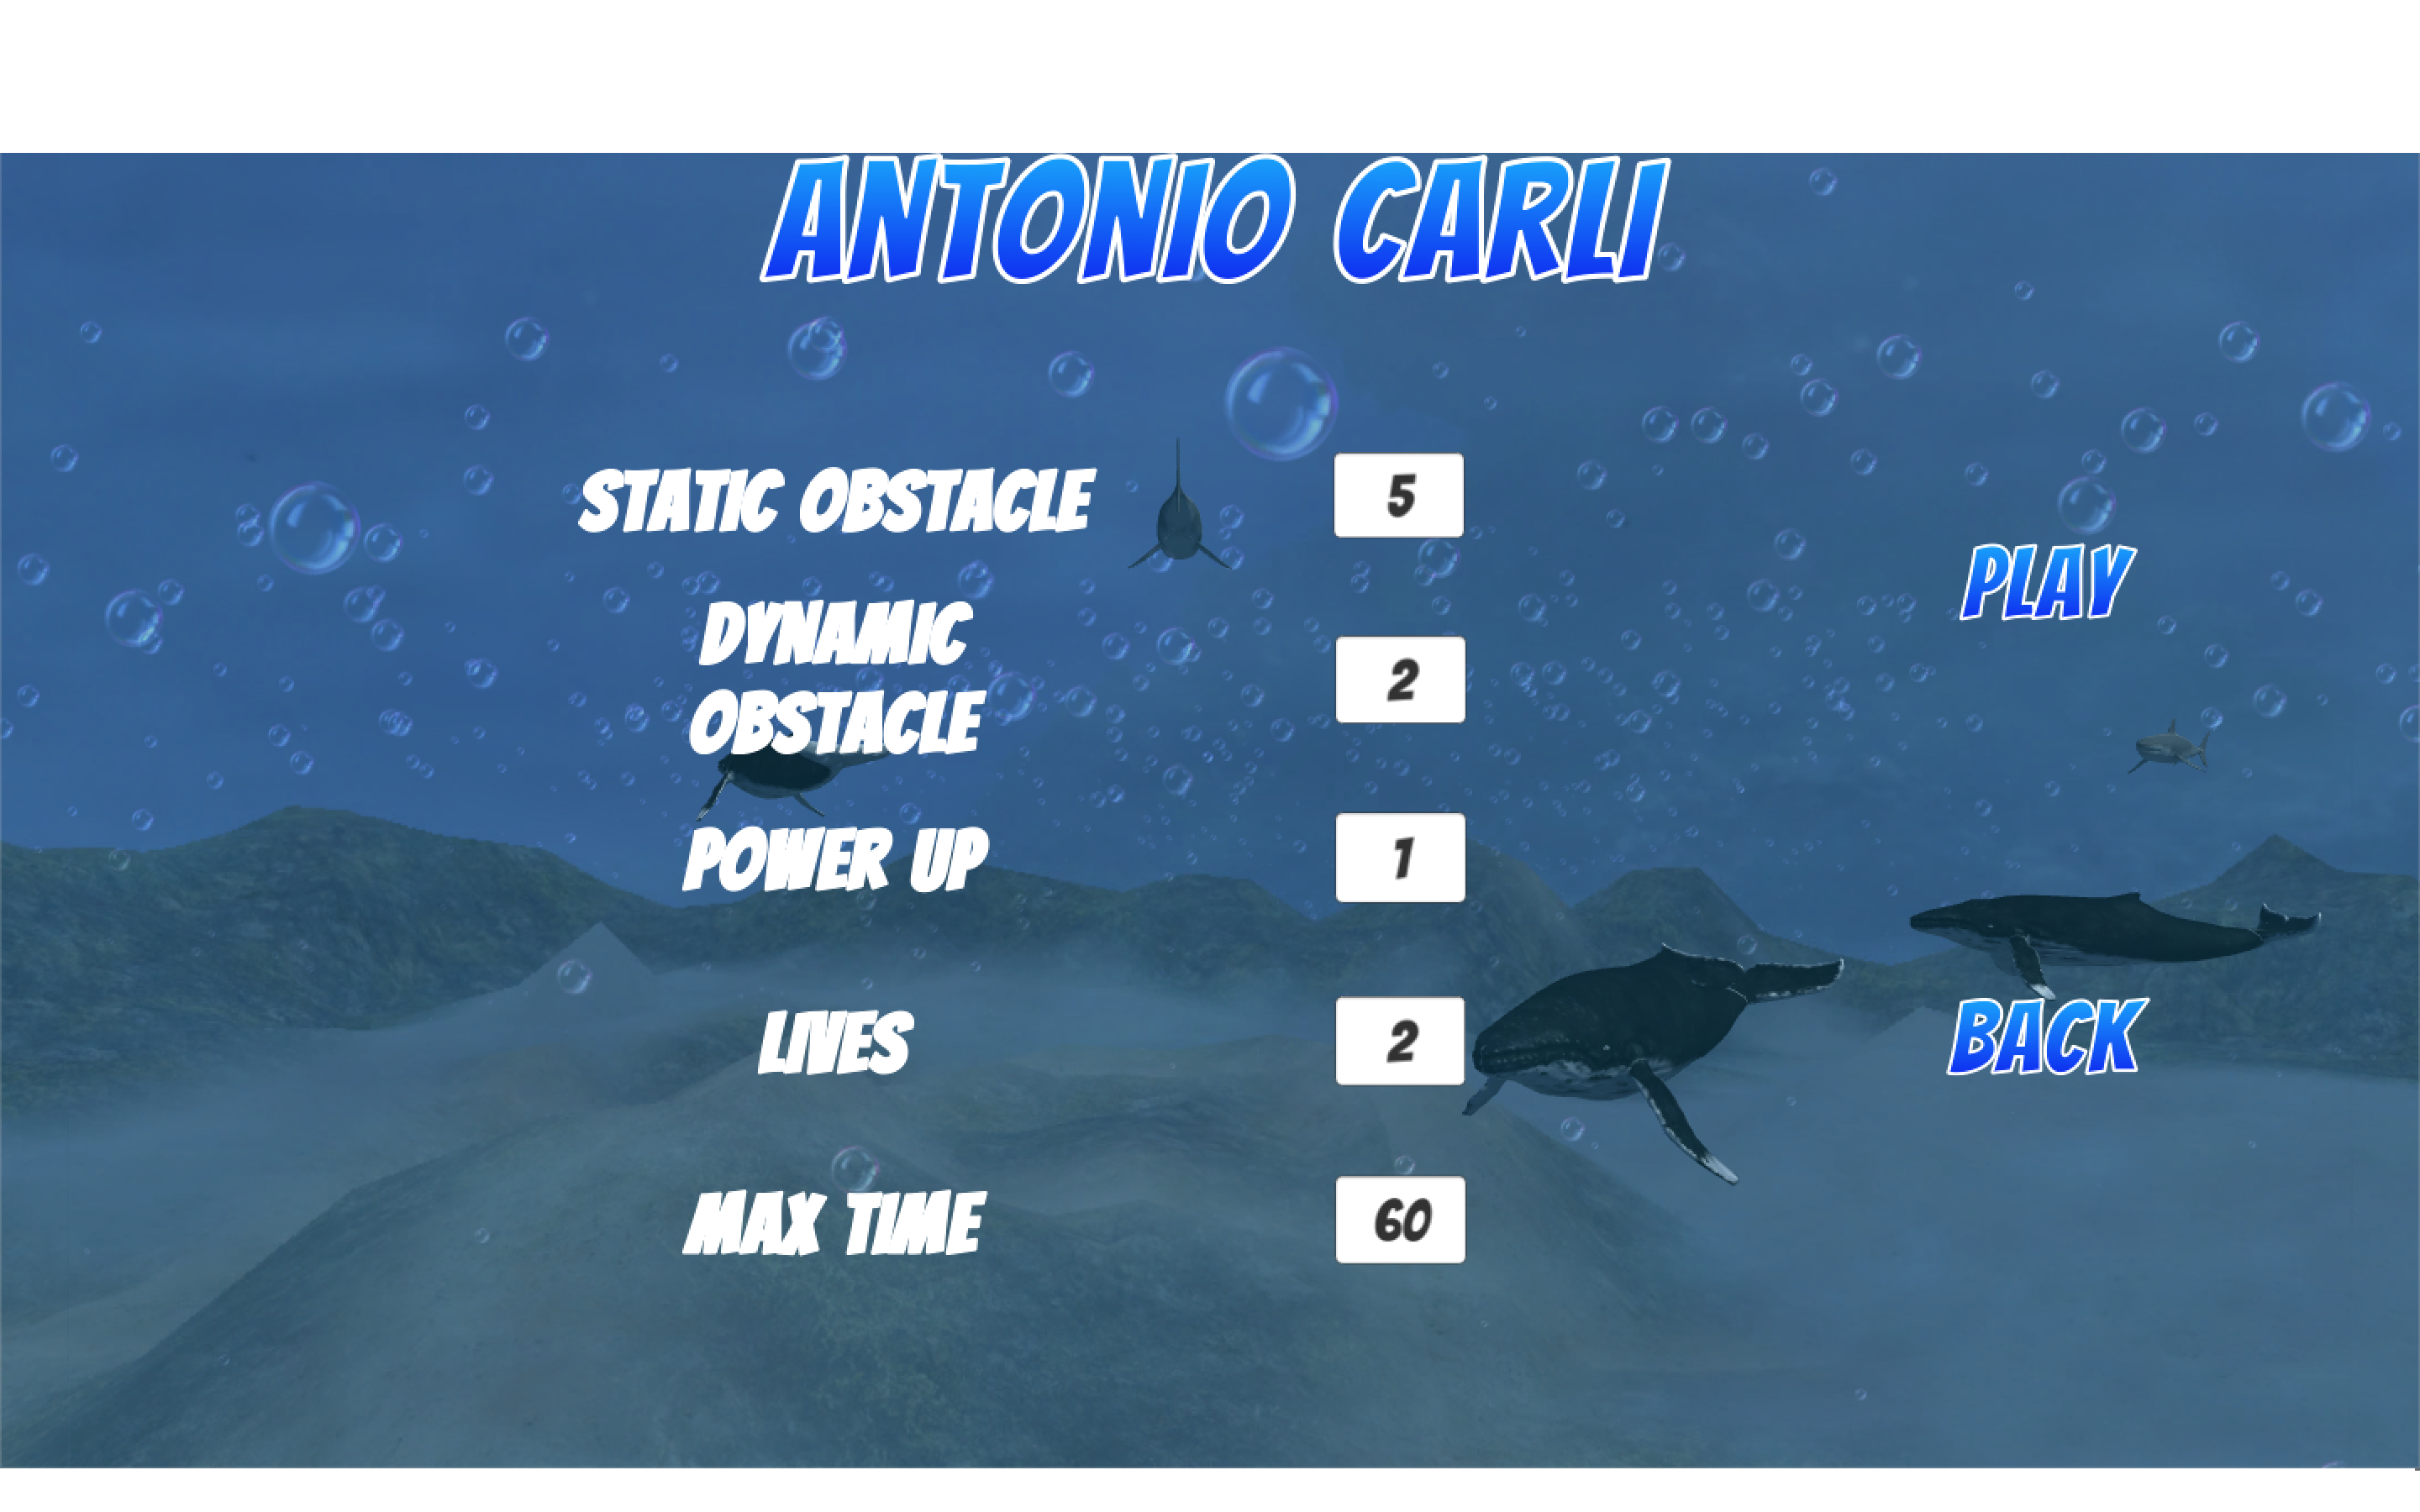 ANTONIO CARLI
STATIC OBSTACLE 5
PLAY
DYNAMIC
OBSTACLE 2
POWER UP 1
LIVES 2
BACK
MAX TIME 60